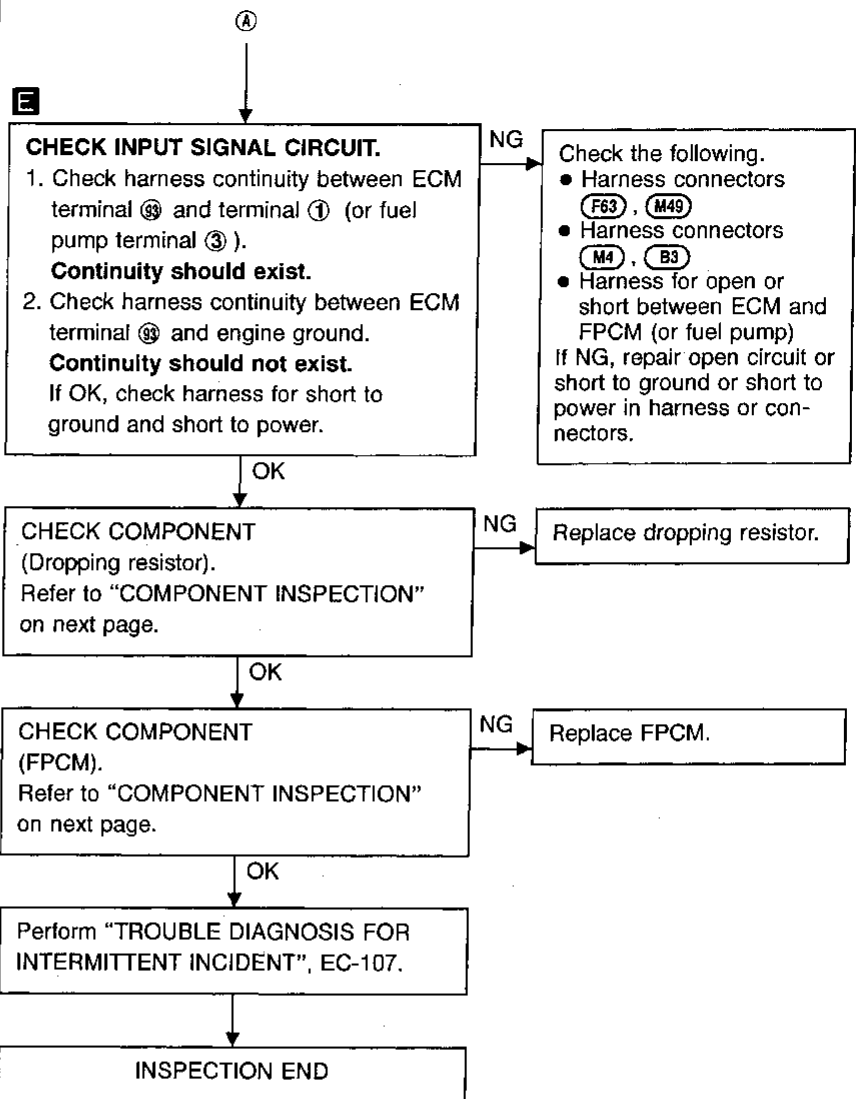 Ⓐ
E
CHECK INPUT SIGNAL CIRCUIT.
1. Check harness continuity between ECM
terminal ㊈㊂ and terminal ① (or fuel
pump terminal ③ ).
Continuity should exist.
2. Check harness continuity between ECM
terminal 93 and engine ground.
Continuity should not exist.
If OK, check harness for short to
ground and short to power.
NG
Check the following.
● Harness connectors
F63 , M49
● Harness connectors
M4 , B3
● Harness for open or
short between ECM and
FPCM (or fuel pump)
If NG, repair open circuit or
short to ground or short to
power in harness or con-
nectors.
OK
CHECK COMPONENT
(Dropping resistor).
Refer to “COMPONENT INSPECTION”
on next page.
NG
Replace dropping resistor.
OK
CHECK COMPONENT
(FPCM).
Refer to “COMPONENT INSPECTION”
on next page.
NG
Replace FPCM.
OK
Perform “TROUBLE DIAGNOSIS FOR
INTERMITTENT INCIDENT”, EC-107.
INSPECTION END